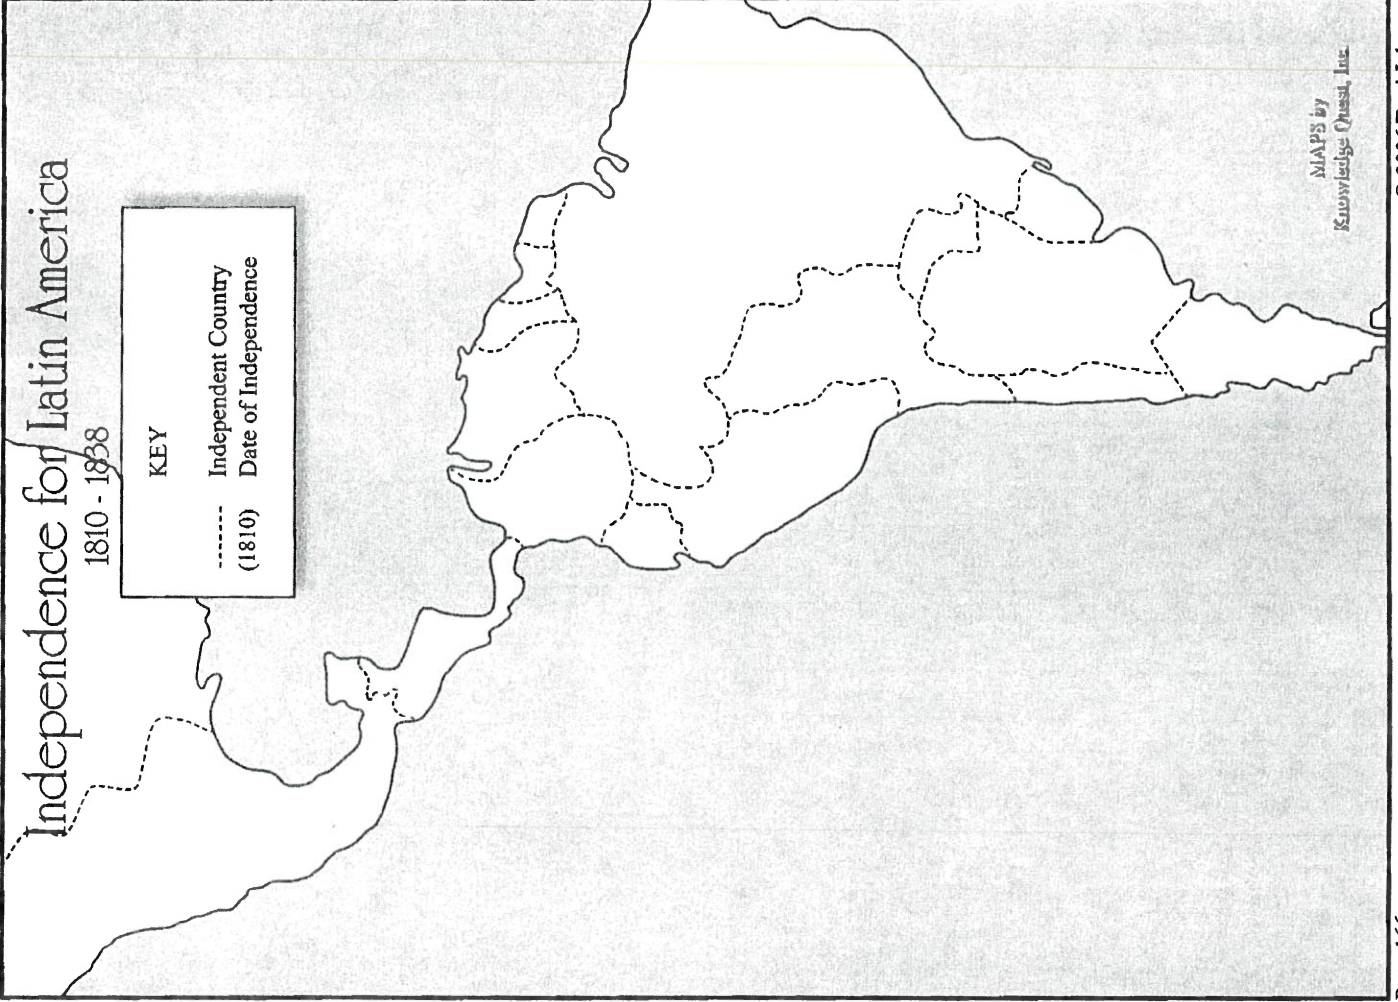 Independence for Latin America
1810 - 1838
KEY
------ Independent Country
(1810) Date of Independence
MAPS by
Knowledge Quest, Inc.